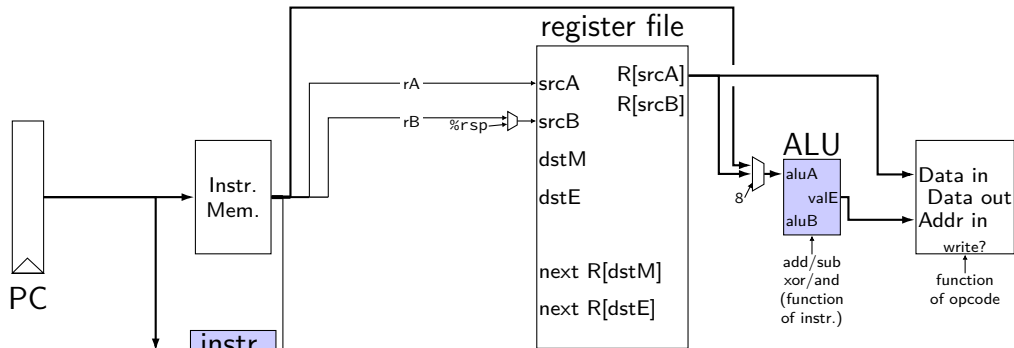 register file
rA
srcA
R[srcA]
R[srcB]
rB
%rsp
srcB
ALU
dstM
Instr.
Mem.
dstE
8
aluA
valE
aluB
Data in
Data out
Addr in
write?
add/sub
xor/and
(function
of instr.)
function
of opcode
next R[dstM]
next R[dstE]
PC
instr.